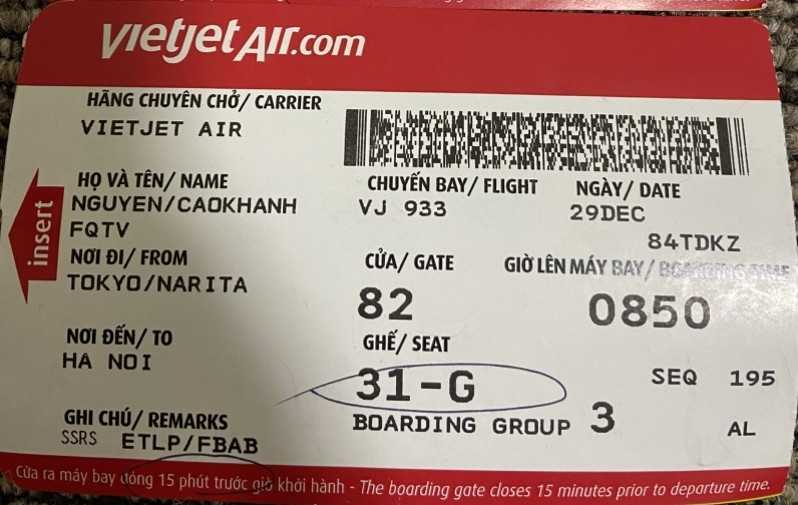 vietjetAir.com
HÃNG CHUYÊN CHỞ/ CARRIER
VIETJET AIR
HỌ VÀ TÊN/ NAME
NGUYEN/CAOKHANH
FQTV
CHUYẾN BAY/ FLIGHT
VJ 933
NGÀY/ DATE
29DEC
84TDKZ
NƠI ĐI/ FROM
TOKYO/NARITA
CỬA/ GATE
82
GIỜ LÊN MÁY BAY/ BOARDING TIME
0850
NƠI ĐẾN/ TO
HA NOI
GHẾ/ SEAT
31-G
SEQ 195
BOARDING GROUP 3
AL
GHI CHÚ/ REMARKS
SSRS ETLP/FBAB
insert
Cửa ra máy bay đóng 15 phút trước giờ khởi hành - The boarding gate closes 15 minutes prior to departure time.